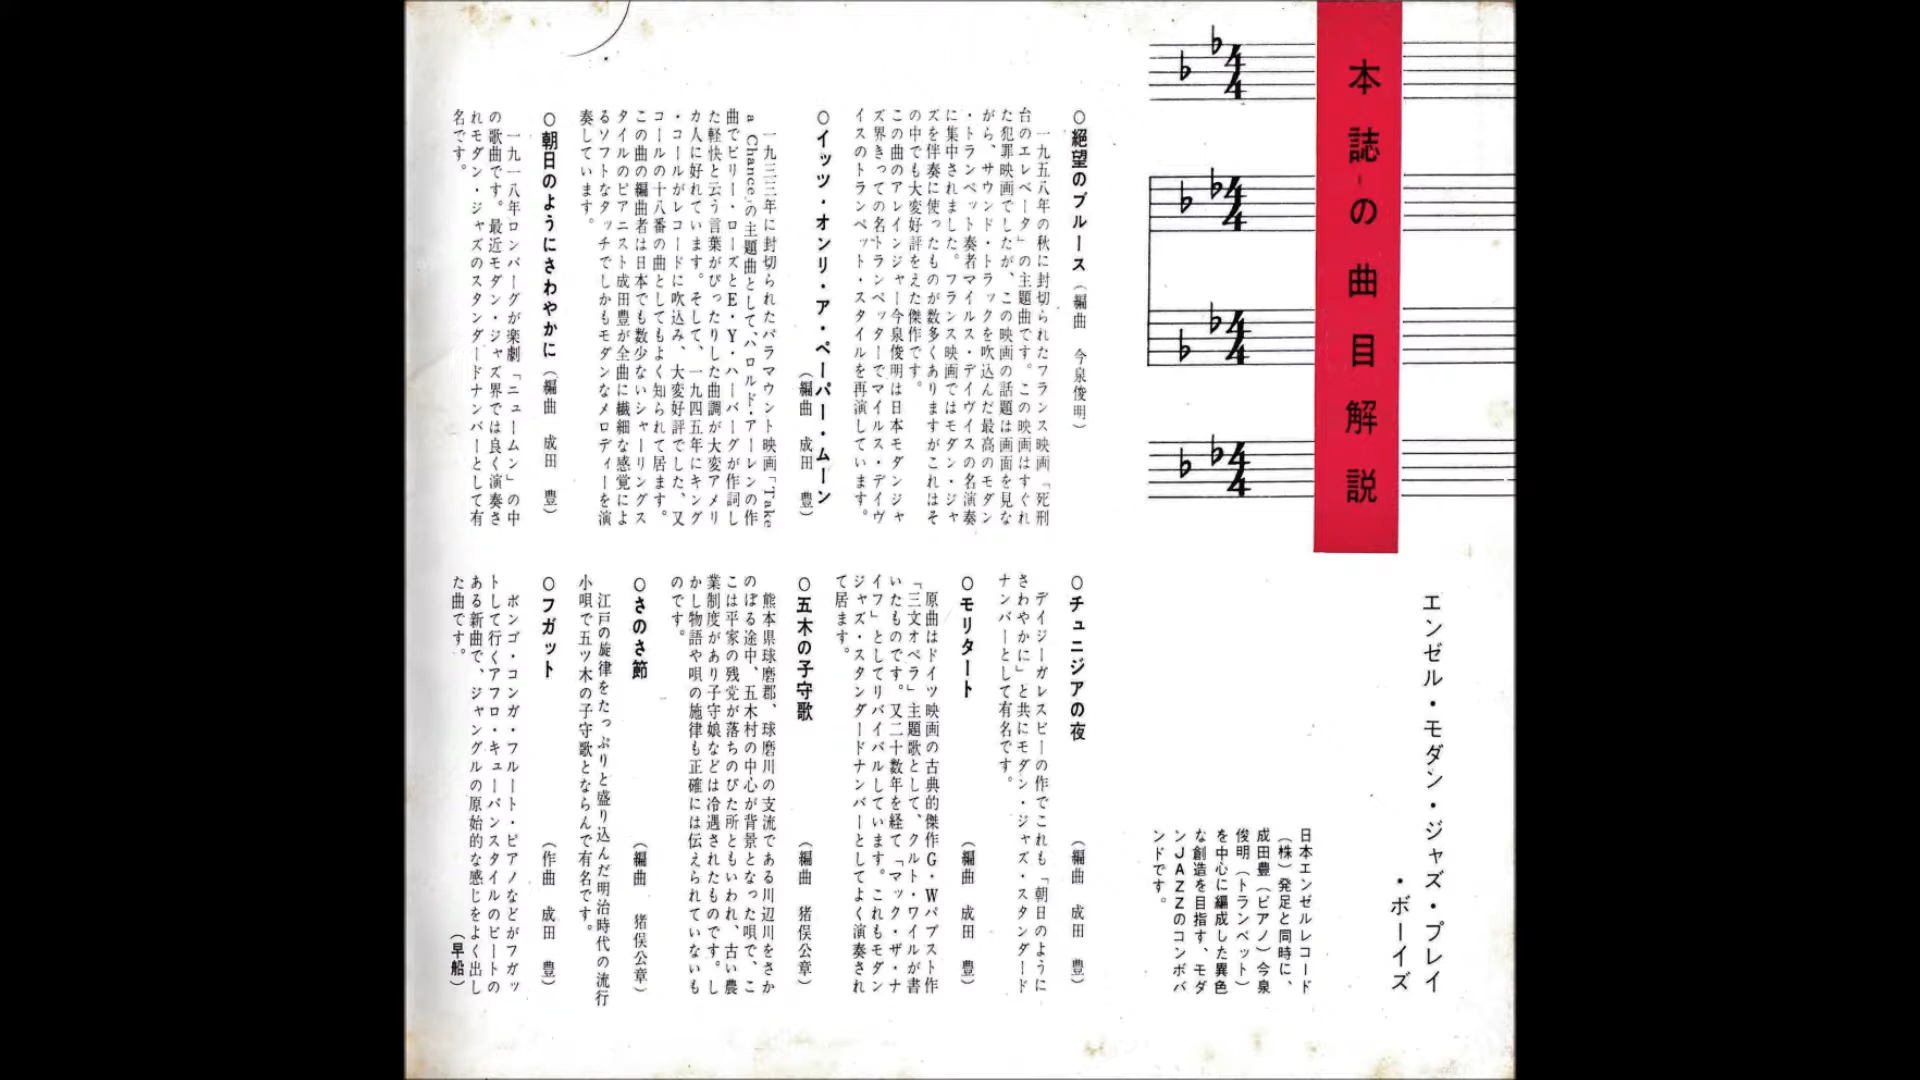 本誌の曲目解説
エンゼル・モダン・ジャズ・プレイ
・ボーイズ
日本エンゼルレコード
（株）発足と同時に、
成田豊（ピアノ）今泉
俊明（トランペット）
を中心に編成した異色
な創造を目指す、モダ
ンJAZZのコンボバ
ンドです。
○絶望のブルース（編曲　今泉俊明）
一九五八年の秋に封切られたフランス映画「死刑
台のエレベータ」の主題曲です。この映画はすぐれ
た犯罪映画でしたが、この映画の話題は画面を見な
がら、サウンド・トラックを吹込んだ最高のモダン
・トランペット奏者マイルス・デイヴイスの名演奏
に集中されました。フランス映画ではモダン・ジャ
ズを伴奏に使ったものが数多くありますがこれはそ
の中でも大変好評をえた傑作です。
この曲のアレインジャー今泉俊明は日本モダンジャ
ズ界きっての名トランペッターでマイルス・デイヴ
イスのトランペット・スタイルを再演しています。
○イッツ・オンリ・ア・ペーパー・ムーン
（編曲　成田　豊）
一九三三年に封切られたパラマウント映画「Take
a Chance」の主題曲として、ハロルド・アーレンの作
曲でビリー・ローズとE・Y・ハーバーグが作詞し
た軽快と云う言葉がぴったりした曲調が大変アメリ
カ人に好れています。そして、一九四五年にキング
・コールがレコードに吹込み、大変好評でした、又
コールの十八番の曲としてもよく知られて居ます。
この曲の編曲者は日本でも数少ないシャーリングス
タイルのピアニスト成田豊が全曲に繊細な感覚によ
るソフトなタッチでしかもモダンなメロディーを演
奏しています。
○朝日のようにさわやかに（編曲　成田　豊）
一九一八年ロンバーグが楽劇「ニュームン」の中
の歌曲です。最近モダン・ジャズ界では良く演奏さ
れモダン・ジャズのスタンダードナンバーとして有
名です。
○チュニジアの夜　（編曲　成田　豊）
デイジーガレスピーの作でこれも「朝日のように
さわやかに」と共にモダン・ジャズ・スタンダード
ナンバーとして有名です。
○モリタート　（編曲　成田　豊）
原曲はドイツ映画の古典的傑作G・Wパブスト作
「三文オペラ」主題歌として、クルト・ワイルが書
いたものです。又二十数年を経て「マック・ザ・ナ
イフ」としてリバイバルしています。これもモダン
ジャズ・スタンダードナンバーとしてよく演奏され
て居ます。
○五木の子守歌　（編曲　猪俣公章）
熊本県球磨郡、球磨川の支流である川辺川をさか
のぼる途中、五木村の中心が背景となった唄で、こ
こは平家の残党が落ちのびた所ともいわれ、古い農
業制度があり子守娘などは冷遇されたものです。し
かし物語や唄の施律も正確には伝えられていないも
のです。
○さのさ節　（編曲　猪俣公章）
江戸の旋律をたっぷりと盛り込んだ明治時代の流行
小唄で五ツ木の子守歌とならんで有名です。
○フガット　（作曲　成田　豊）
ボンゴ・コンガ・フルート・ピアノなどがフガッ
トして行くアフロ・キューバンスタイルのビートの
ある新曲で、ジャングルの原始的な感じをよく出し
た曲です。
（早船）